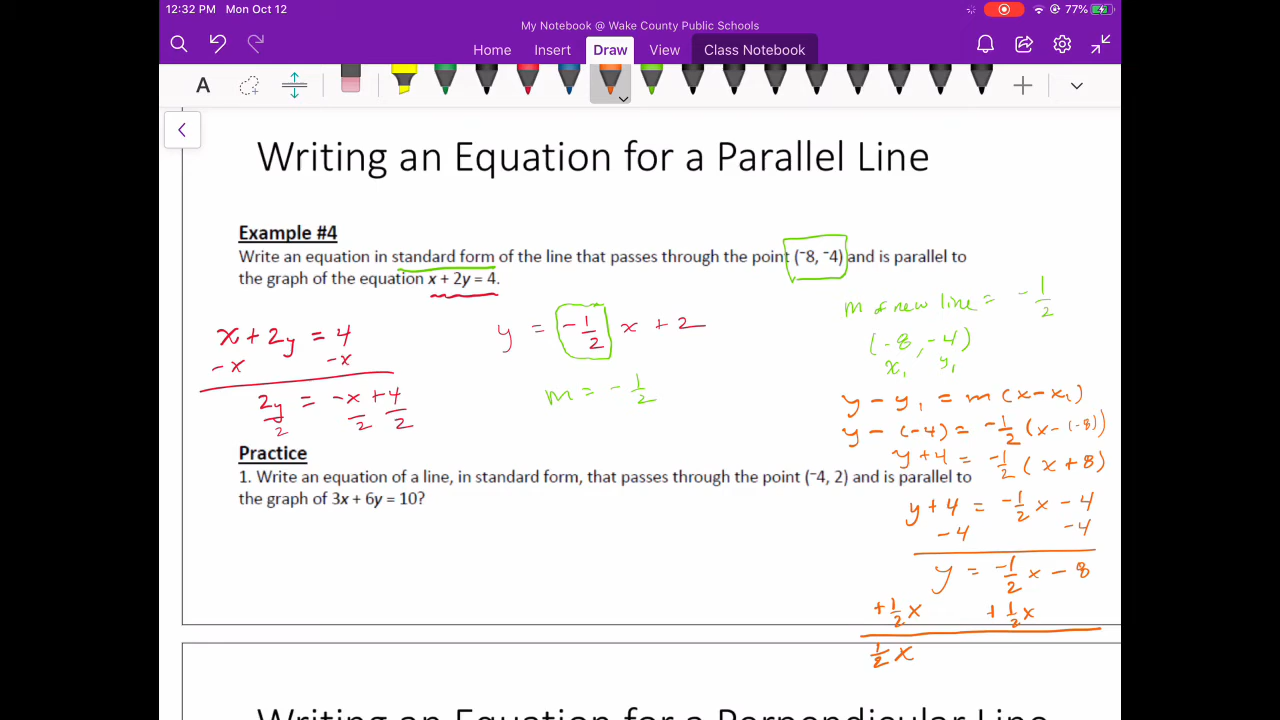 12:32 PM Mon Oct 12
77%
My Notebook @ Wake County Public Schools
Home Insert Draw View Class Notebook
A
Writing an Equation for a Parallel Line
Example #4
Write an equation in standard form of the line that passes through the point (⁻8, ⁻4) and is parallel to
the graph of the equation x + 2y = 4.
x + 2y = 4
-x -x
2y = -x + 4
2 2 2
y = -1/2 x + 2
m = -1/2
m of new line = -1/2
(-8, -4)
x₁ y₁
y - y₁ = m (x - x₁)
y - (-4) = -1/2 (x - (-8))
y + 4 = -1/2 (x + 8)
y + 4 = -1/2 x - 4
-4 -4
y = -1/2 x - 8
+1/2 x +1/2 x
1/2 x
Practice
1. Write an equation of a line, in standard form, that passes through the point (⁻4, 2) and is parallel to
the graph of 3x + 6y = 10?
Writing an Equation for a Perpendicular Line